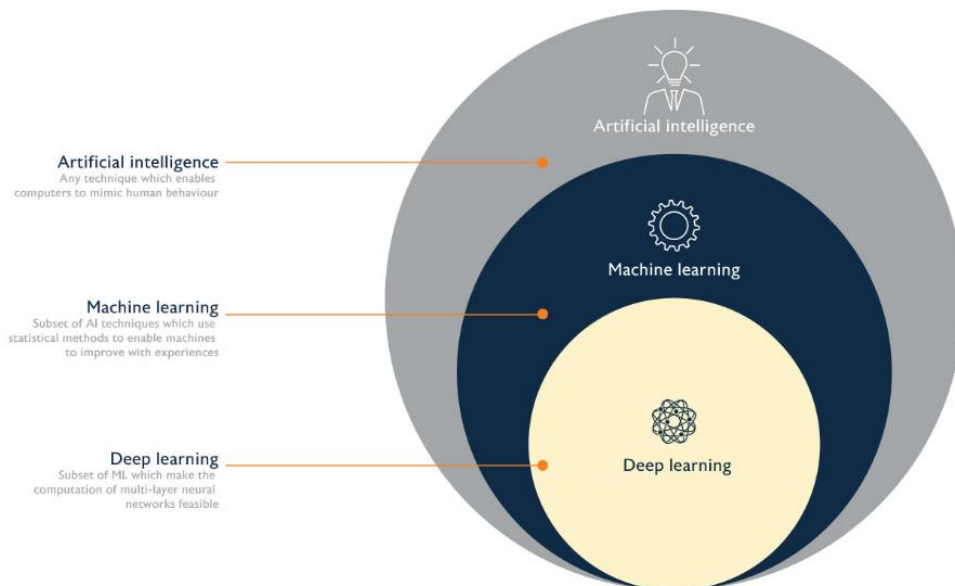 Artificial intelligence
Artificial intelligence
Any technique which enables
computers to mimic human behaviour
Machine learning
Machine learning
Subset of AI techniques which use
statistical methods to enable machines
to improve with experiences
Deep learning
Subset of ML which make the
computation of multi-layer neural
networks feasible
Deep learning